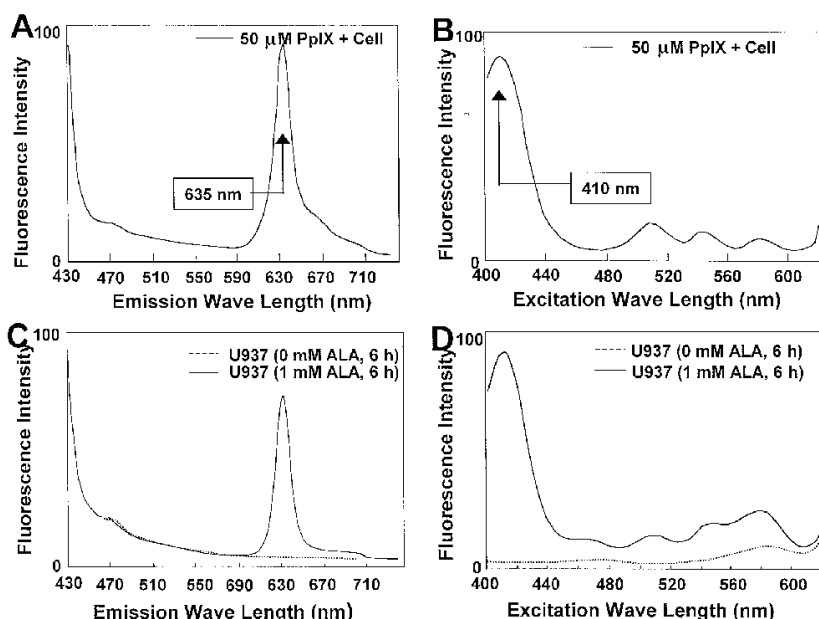 A
100
50 µM PpIX + Cell
Fluorescence Intensity
635 nm
0
430 470 510 550 590 630 670 710
Emission Wave Length (nm)
B
100
50 µM PpIX + Cell
Fluorescence Intensity
410 nm
0
400 440 480 520 560 600
Excitation Wave Length (nm)
C
100
U937 (0 mM ALA, 6 h)
U937 (1 mM ALA, 6 h)
Fluorescence Intensity
0
430 470 510 550 590 630 670 710
Emission Wave Length (nm)
D
100
U937 (0 mM ALA, 6 h)
U937 (1 mM ALA, 6 h)
Fluorescence Intensity
0
400 440 480 520 560 600
Excitation Wave Length (nm)